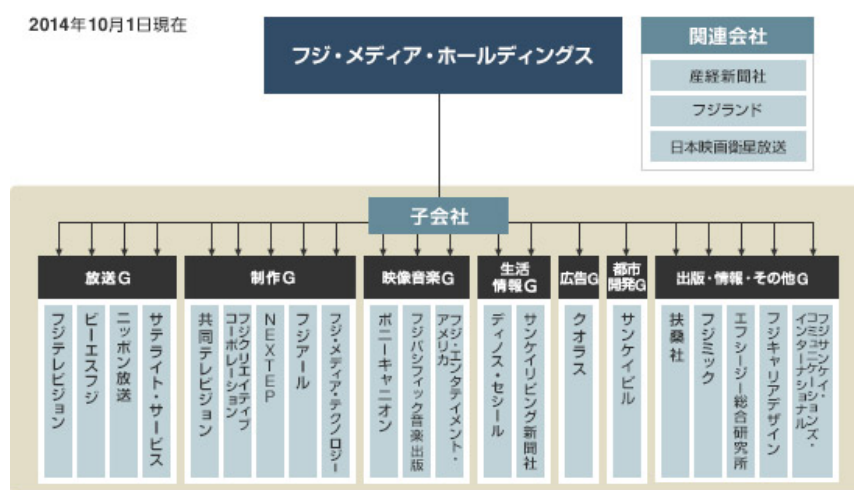 2014年10月1日現在
フジ・メディア・ホールディングス
関連会社
産経新聞社
フジランド
日本映画衛星放送
子会社
放送G
フジテレビジョン
ビーエスフジ
ニッポン放送
サテライト・サービス
制作G
共同テレビジョン
フジクリエイティブ
コーポレーション
NEXTEP
フジアール
フジ・メディア・テクノロジー
映像音楽G
ポニーキャニオン
フジパシフィック音楽出版
フジ・エンタテイメント・
アメリカ
生活
情報G
ディノス・セシール
サンケイリビング新聞社
広告G
クオラス
都市
開発G
サンケイビル
出版・情報・その他G
扶桑社
フジミック
エフシージー総合研究所
フジキャリアデザイン
フジサンケイ・
コミュニケーションズ・
インターナショナル